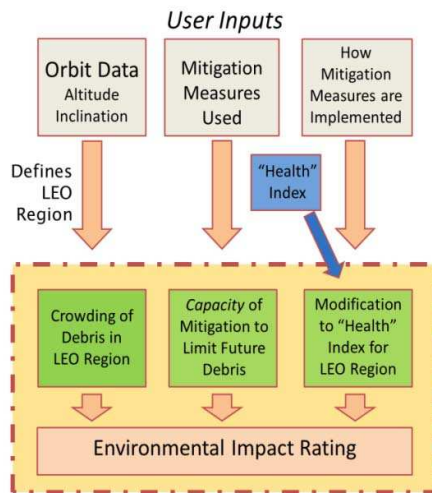 User Inputs
Orbit Data
Altitude
Inclination
Mitigation
Measures
Used
How
Mitigation
Measures are
Implemented
Defines
LEO
Region
“Health”
Index
Crowding of
Debris in
LEO Region
Capacity of
Mitigation to
Limit Future
Debris
Modification
to “Health”
Index for
LEO Region
Environmental Impact Rating